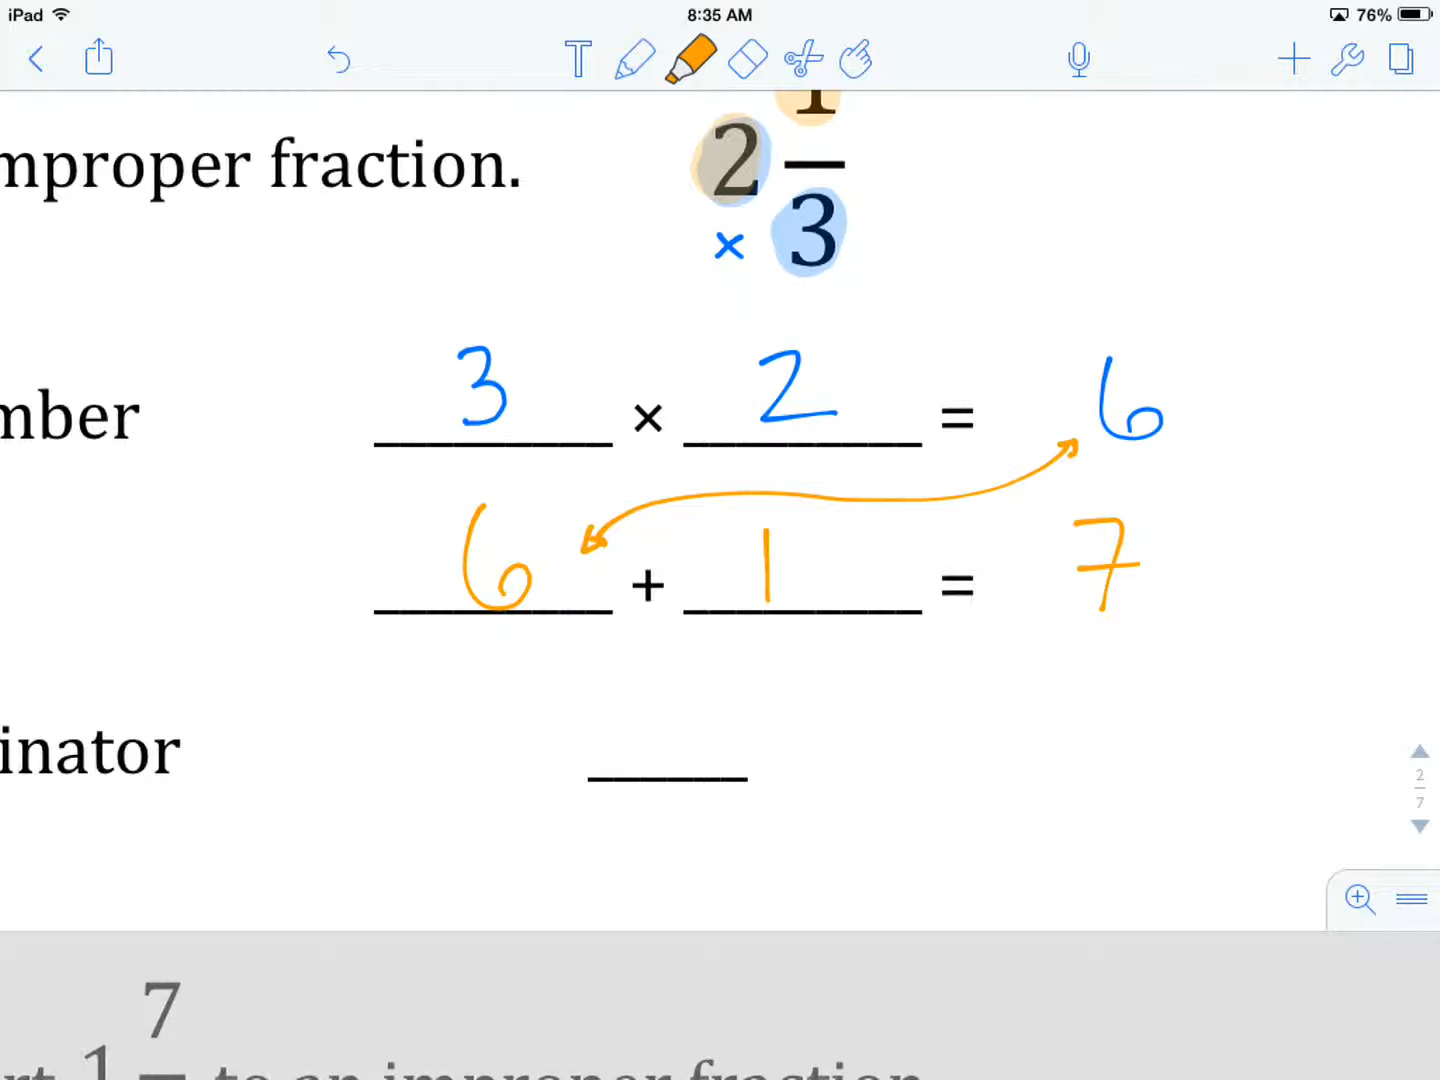 iPad 8:35 AM 76%
T
1
mproper fraction. 2
× 3
mber 3 × 2 = 6
6 + 1 = 7
inator
2
7
7
rt 1 to an improper fraction